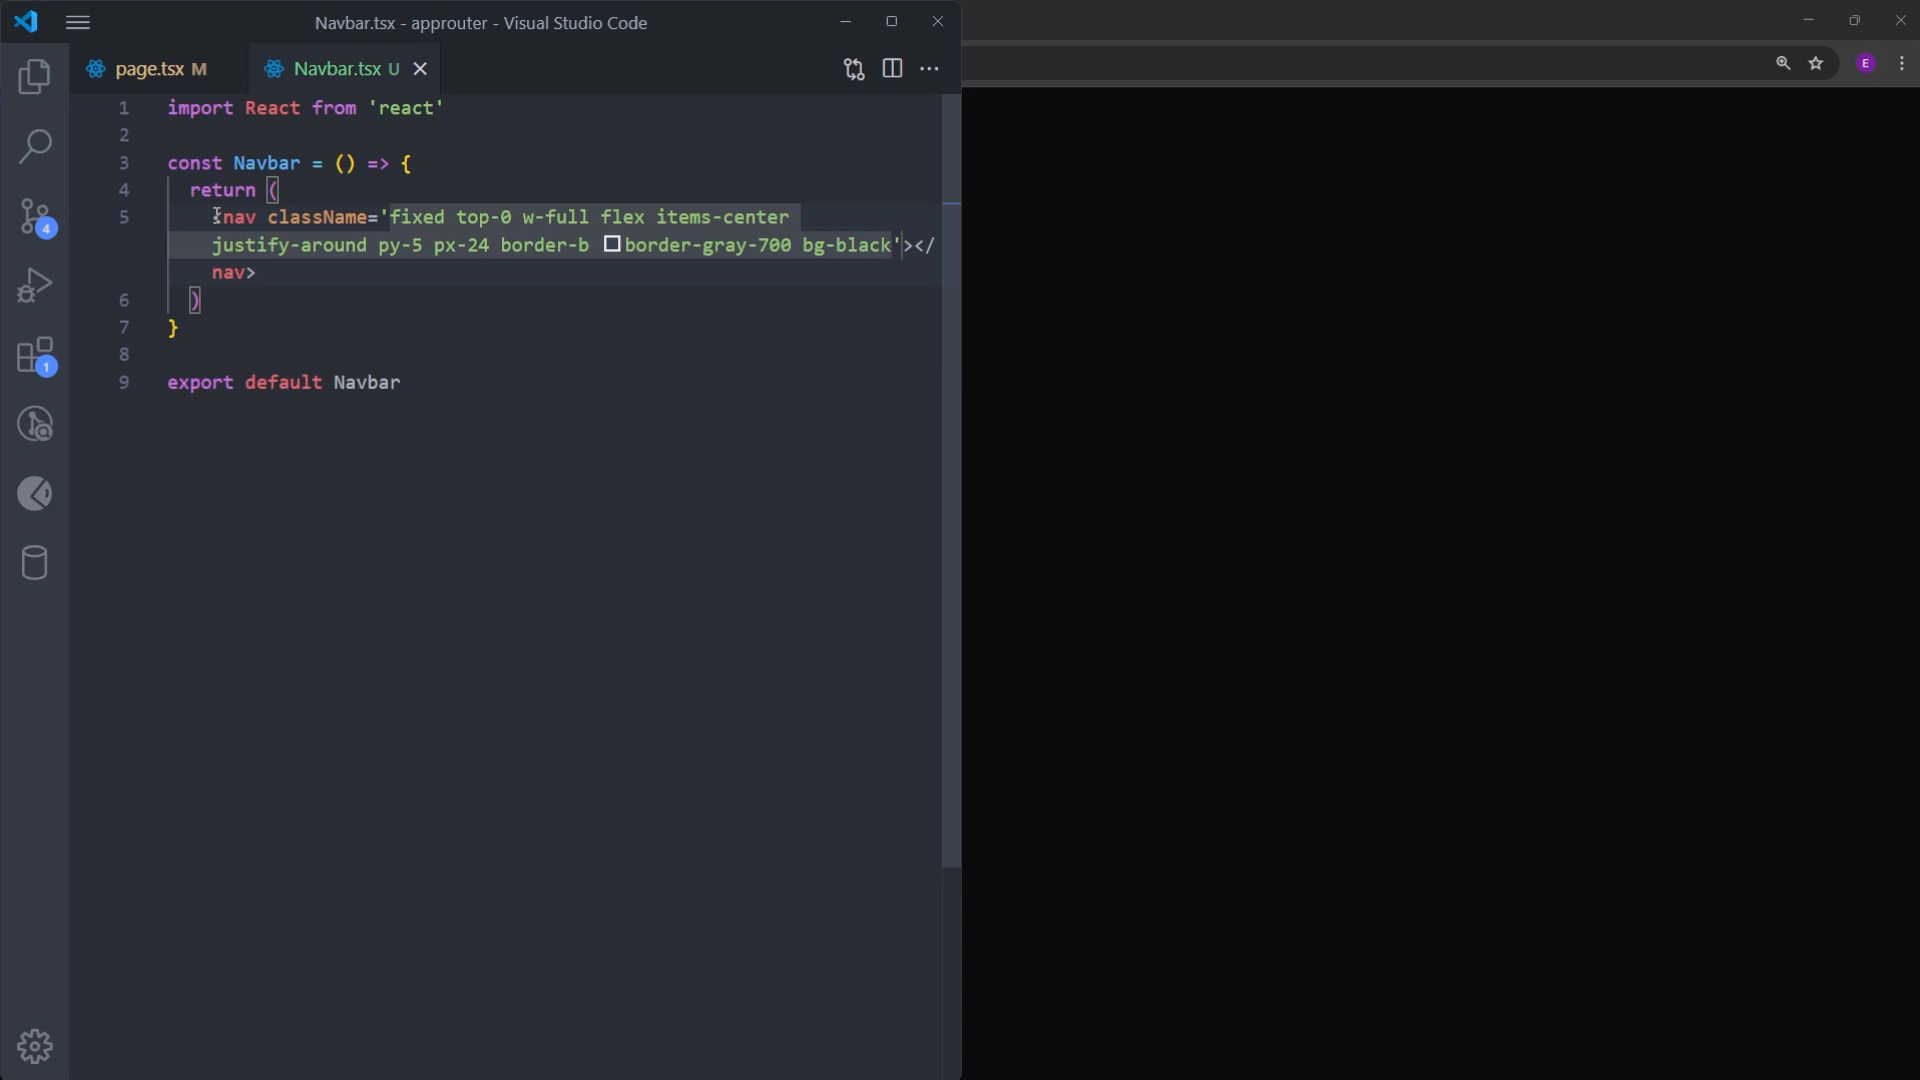 Navbar.tsx - approuter - Visual Studio Code
page.tsx M
Navbar.tsx U
E
1 import React from 'react'
2
3 const Navbar = () => {
4 return (
5 <nav className='fixed top-0 w-full flex items-center
justify-around py-5 px-24 border-b border-gray-700 bg-black'></
nav>
6 )
7 }
8
9 export default Navbar
4
1